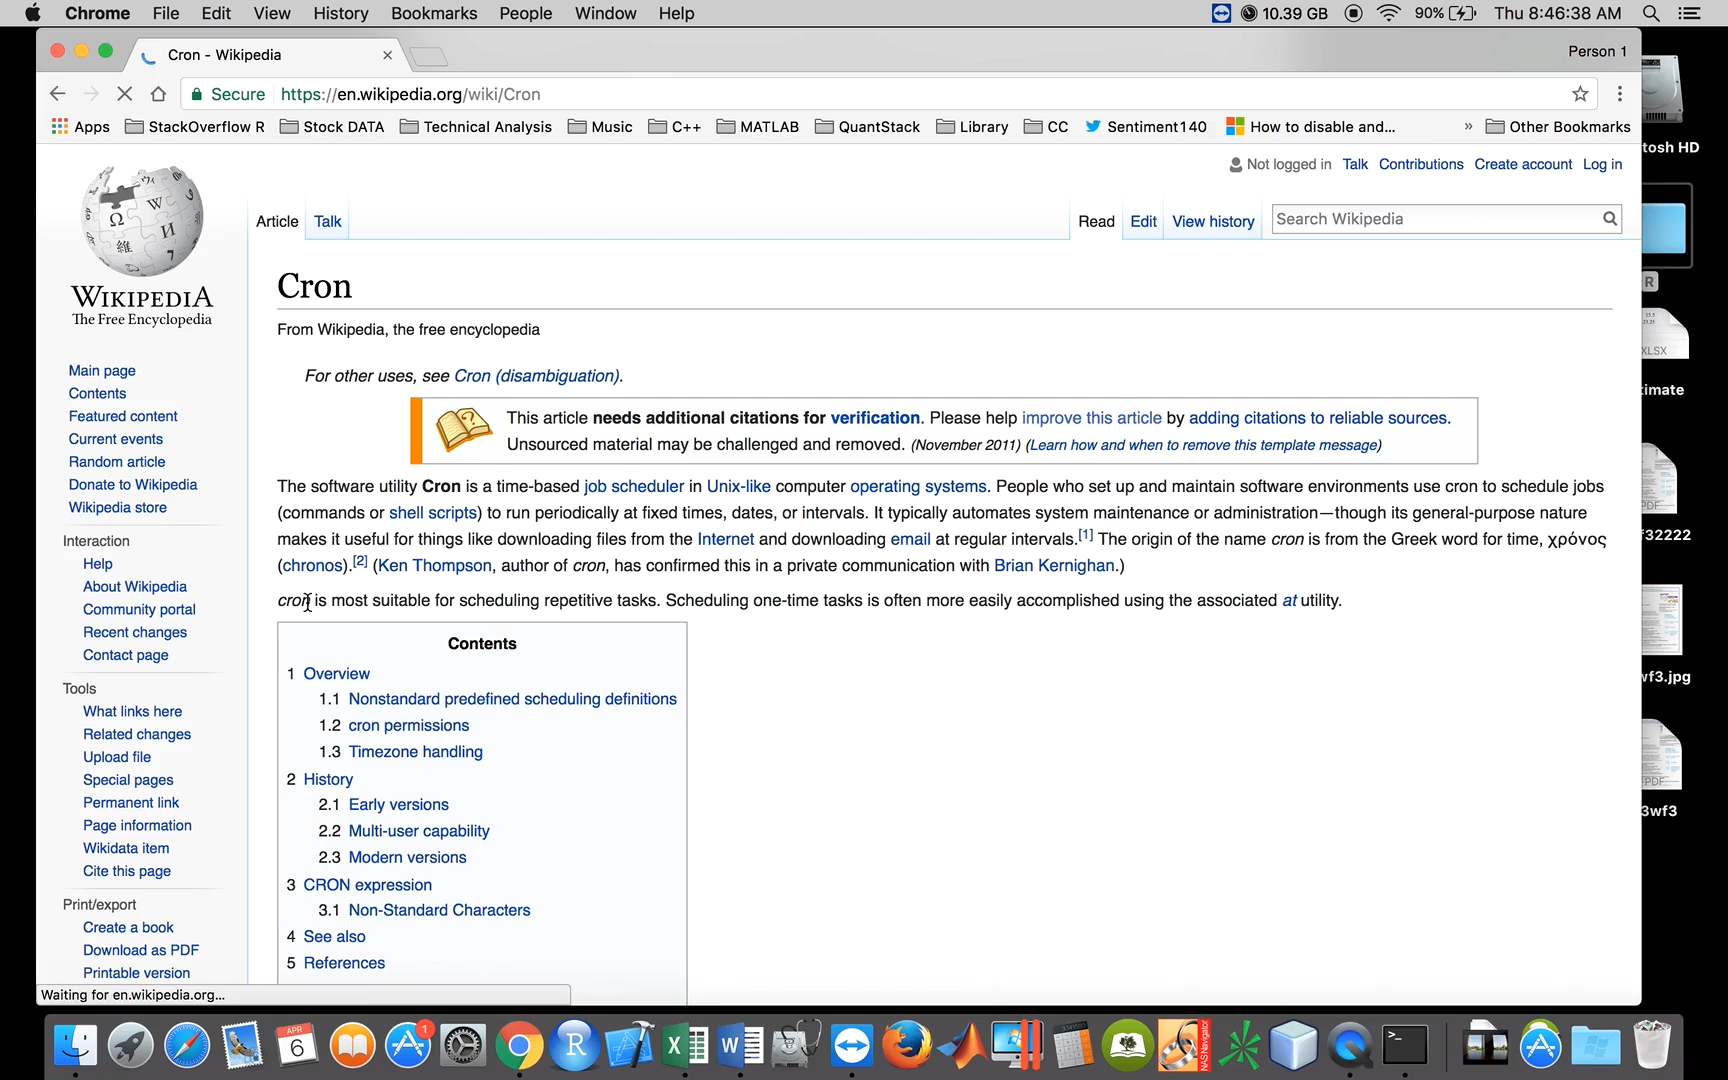 Chrome File Edit View History Bookmarks People Window Help 10.39 GB 90% Thu 8:46:38 AM
Cron - Wikipedia × Person 1
Secure https://en.wikipedia.org/wiki/Cron
Apps StackOverflow R Stock DATA Technical Analysis Music C++ MATLAB QuantStack Library CC Sentiment140 How to disable and... » Other Bookmarks
tosh HD
R
XLSX
timate
PDF
f32222
vf3.jpg
PDF
3wf3
Not logged in Talk Contributions Create account Log in
Article Talk Read Edit View history Search Wikipedia
WIKIPEDIA
The Free Encyclopedia
Main page
Contents
Featured content
Current events
Random article
Donate to Wikipedia
Wikipedia store
Interaction
Help
About Wikipedia
Community portal
Recent changes
Contact page
Tools
What links here
Related changes
Upload file
Special pages
Permanent link
Page information
Wikidata item
Cite this page
Print/export
Create a book
Download as PDF
Printable version
Cron
From Wikipedia, the free encyclopedia
For other uses, see Cron (disambiguation).
This article needs additional citations for verification. Please help improve this article by adding citations to reliable sources.
Unsourced material may be challenged and removed. (November 2011) (Learn how and when to remove this template message)
The software utility Cron is a time-based job scheduler in Unix-like computer operating systems. People who set up and maintain software environments use cron to schedule jobs
(commands or shell scripts) to run periodically at fixed times, dates, or intervals. It typically automates system maintenance or administration—though its general-purpose nature
makes it useful for things like downloading files from the Internet and downloading email at regular intervals.[1] The origin of the name cron is from the Greek word for time, χρόνος
(chronos).[2] (Ken Thompson, author of cron, has confirmed this in a private communication with Brian Kernighan.)
cron is most suitable for scheduling repetitive tasks. Scheduling one-time tasks is often more easily accomplished using the associated at utility.
Contents
1 Overview
1.1 Nonstandard predefined scheduling definitions
1.2 cron permissions
1.3 Timezone handling
2 History
2.1 Early versions
2.2 Multi-user capability
2.3 Modern versions
3 CRON expression
3.1 Non-Standard Characters
4 See also
5 References
Waiting for en.wikipedia.org...
APR
6
1
R
X
W
NAS Navigator